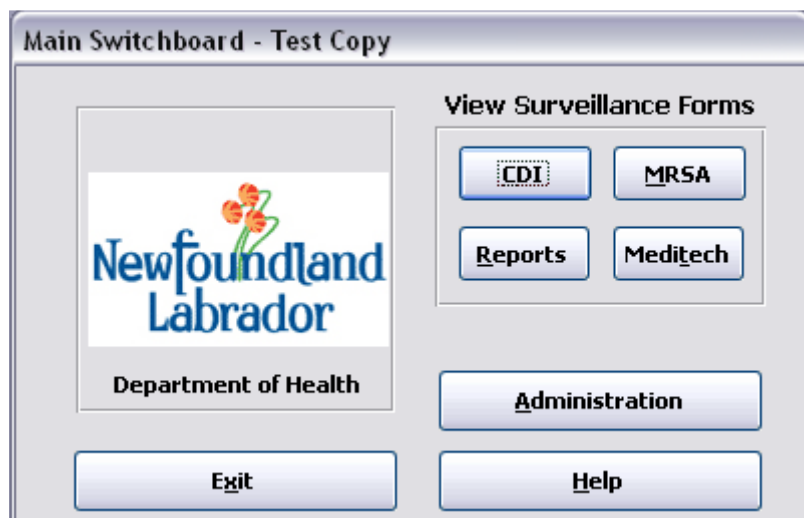 Main Switchboard - Test Copy
View Surveillance Forms
CDI
MRSA
Reports
Meditech
Newfoundland
Labrador
Department of Health
Administration
Exit
Help